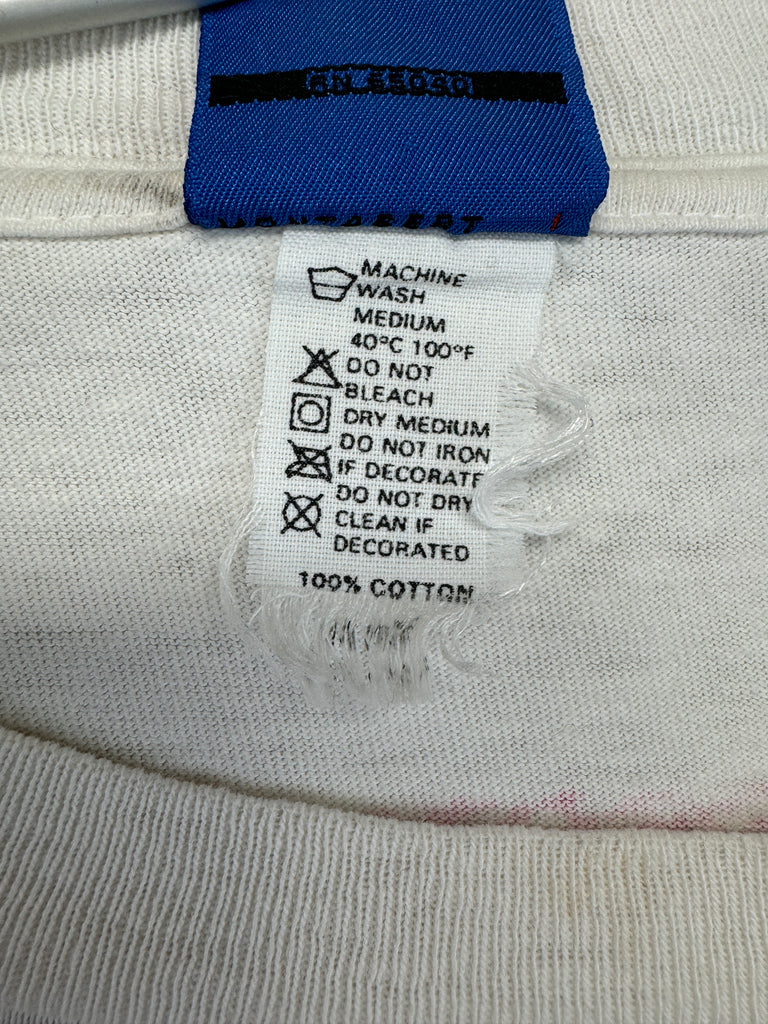 MACHINE
WASH
MEDIUM
40°C 100°F
DO NOT
BLEACH
DRY MEDIUM
DO NOT IRON
IF DECORATE
DO NOT DRY
CLEAN IF
DECORATED
100% COTTON